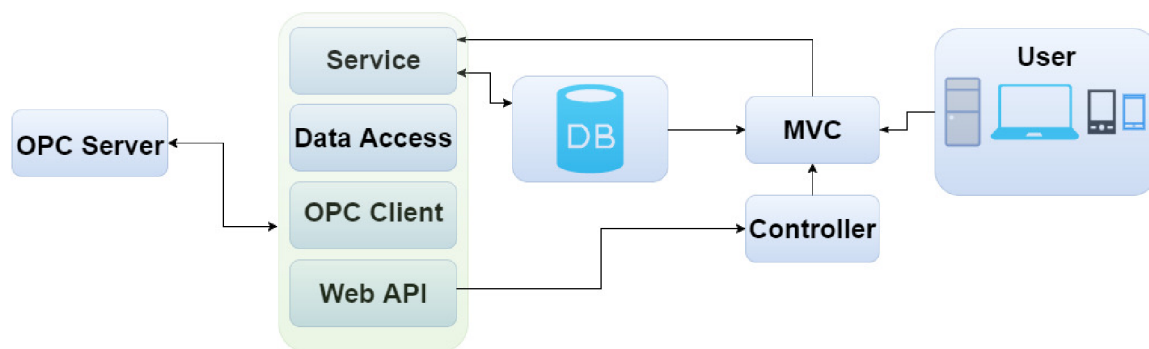 OPC Server
Service
Data Access
OPC Client
Web API
DB
MVC
Controller
User